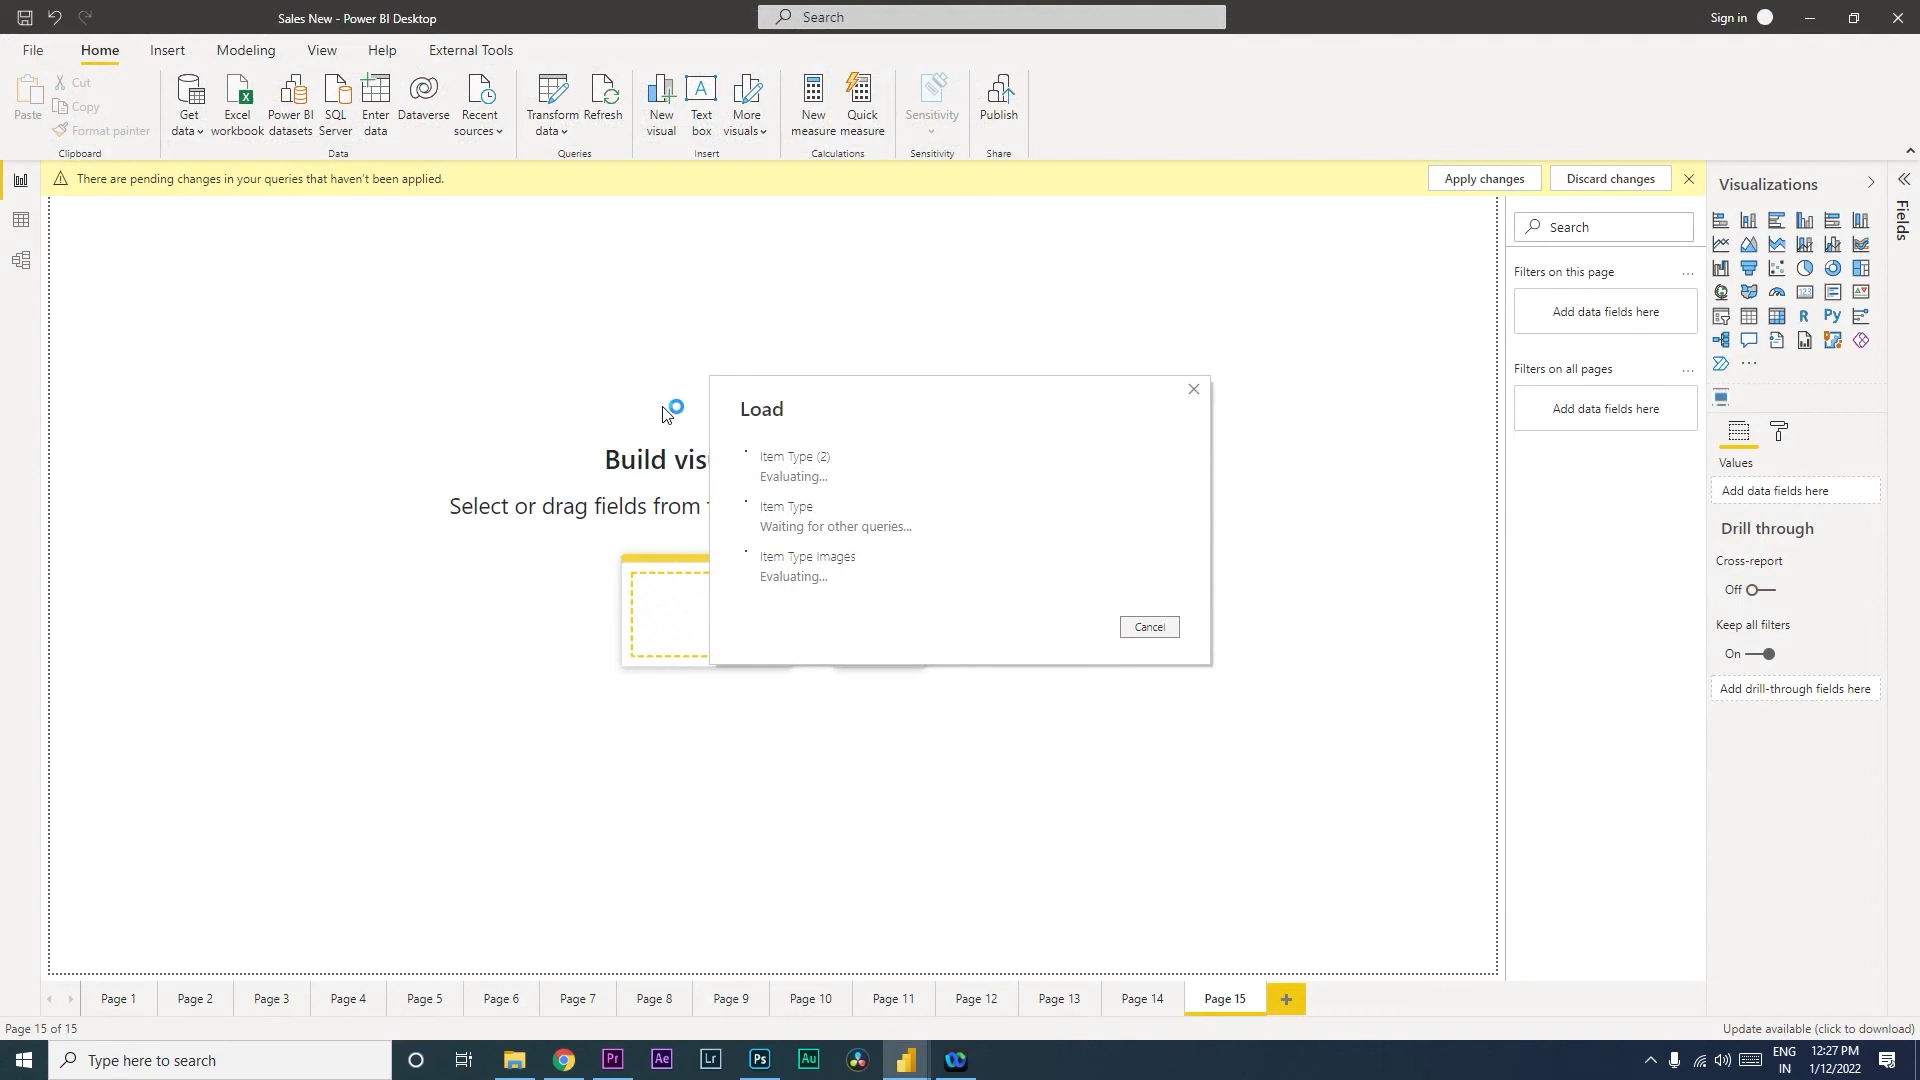 Sales New - Power BI Desktop
Search
Sign in
File
Home
Insert
Modeling
View
Help
External Tools
Paste
Cut
Copy
Format painter
Clipboard
Get data
Excel workbook
Power BI datasets
SQL Server
Enter data
Dataverse
Recent sources
Data
Transform data
Refresh
Queries
New visual
Text box
More visuals
Insert
New measure
Quick measure
Calculations
Sensitivity
Sensitivity
Publish
Share
There are pending changes in your queries that haven't been applied.
Apply changes
Discard changes
Build vis
Select or drag fields from
Load
Item Type (2)
Evaluating...
Item Type
Waiting for other queries...
Item Type Images
Evaluating...
Cancel
Search
Filters on this page
Add data fields here
Filters on all pages
Add data fields here
Visualizations
R
Py
123
Values
Add data fields here
Drill through
Cross-report
Off
Keep all filters
On
Add drill-through fields here
Fields
Page 1
Page 2
Page 3
Page 4
Page 5
Page 6
Page 7
Page 8
Page 9
Page 10
Page 11
Page 12
Page 13
Page 14
Page 15
Page 15 of 15
Update available (click to download)
Type here to search
Pr
Ae
Lr
Ps
Au
ENG
IN
12:27 PM
1/12/2022